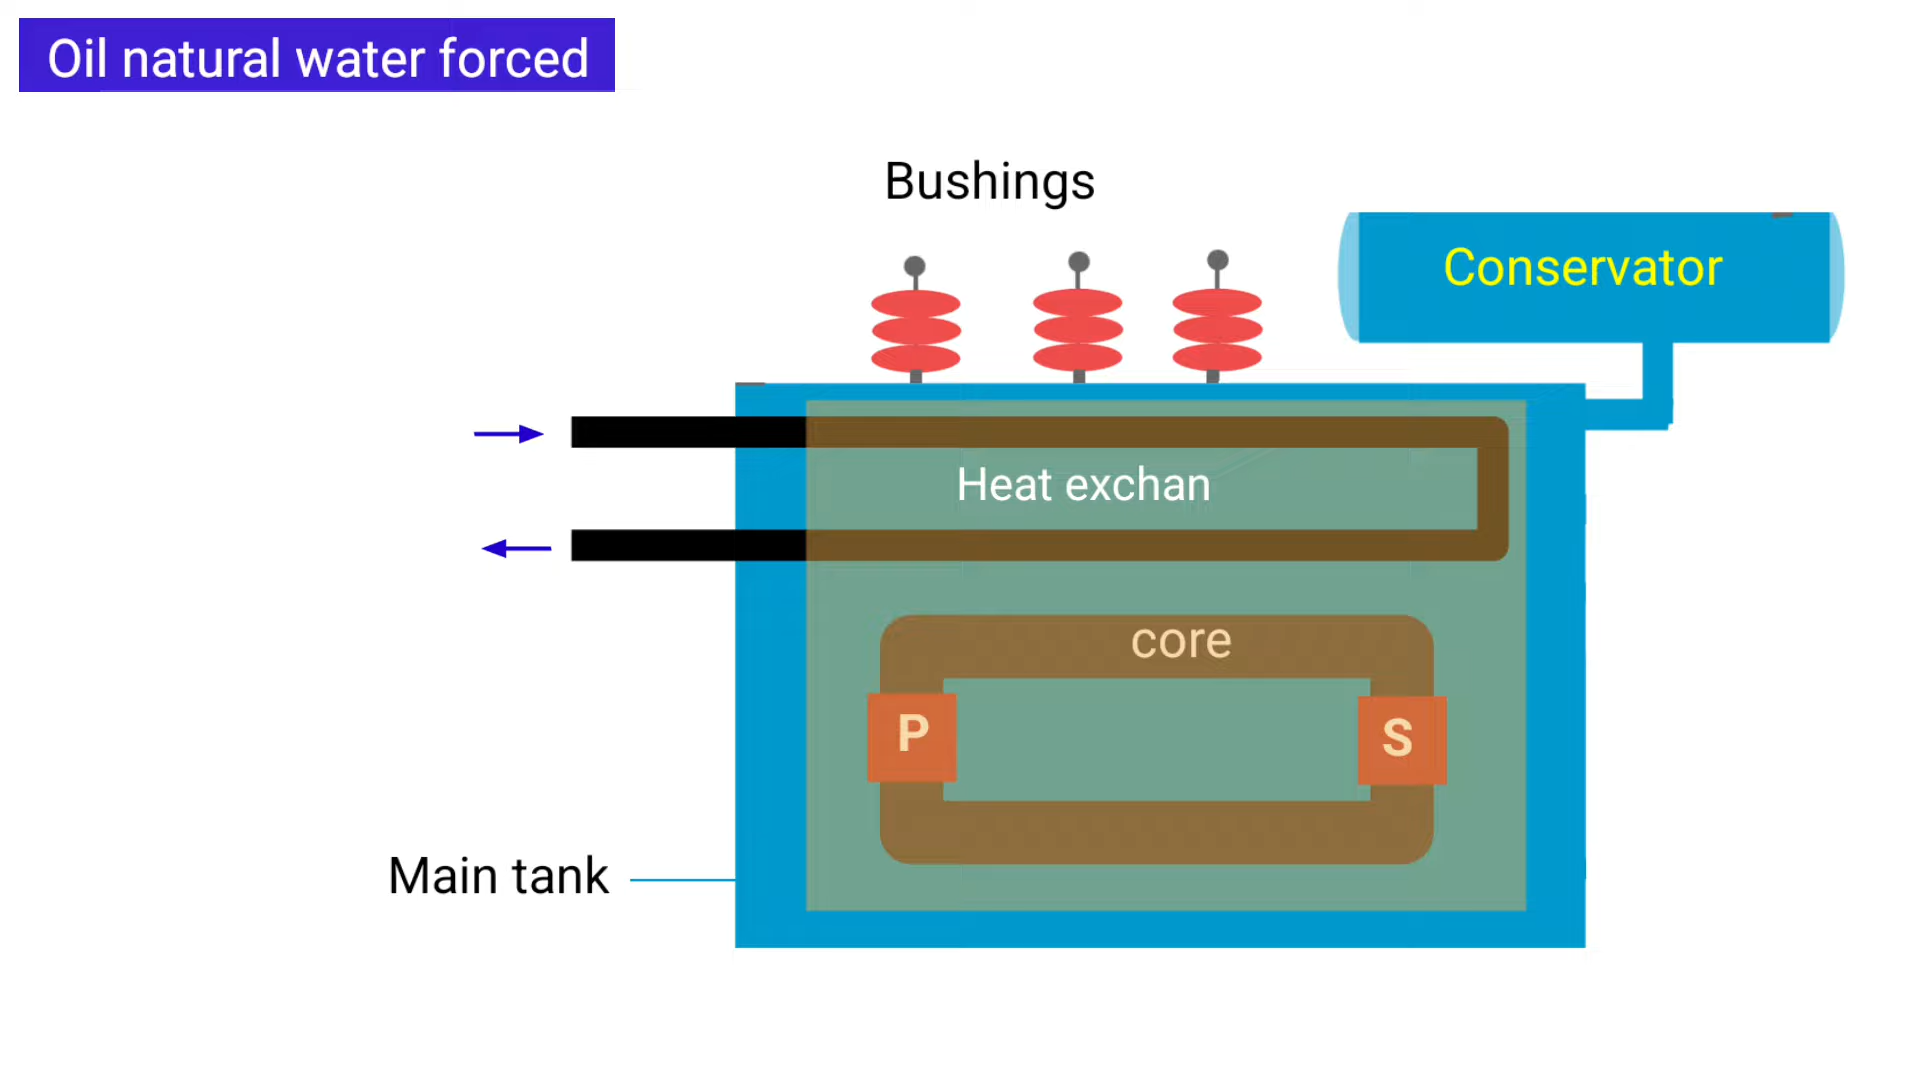 Oil natural water forced
Bushings
Conservator
Heat exchan
core
P
S
Main tank